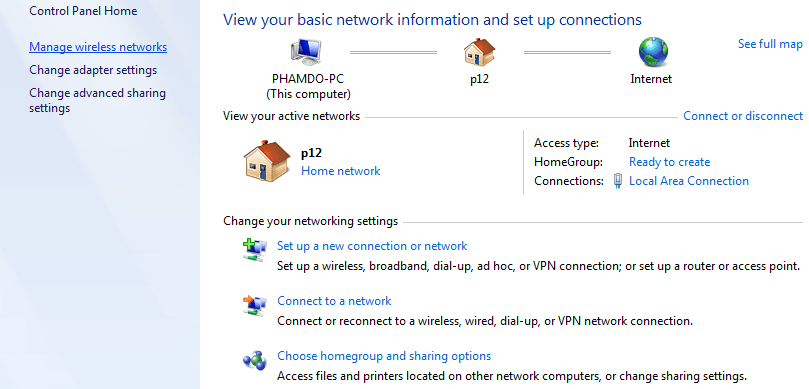 Control Panel Home
Manage wireless networks
Change adapter settings
Change advanced sharing
settings
View your basic network information and set up connections
See full map
PHAMDO-PC
(This computer)
p12
Internet
View your active networks
Connect or disconnect
p12
Home network
Access type: Internet
HomeGroup: Ready to create
Connections: Local Area Connection
Change your networking settings
Set up a new connection or network
Set up a wireless, broadband, dial-up, ad hoc, or VPN connection; or set up a router or access point.
Connect to a network
Connect or reconnect to a wireless, wired, dial-up, or VPN network connection.
Choose homegroup and sharing options
Access files and printers located on other network computers, or change sharing settings.